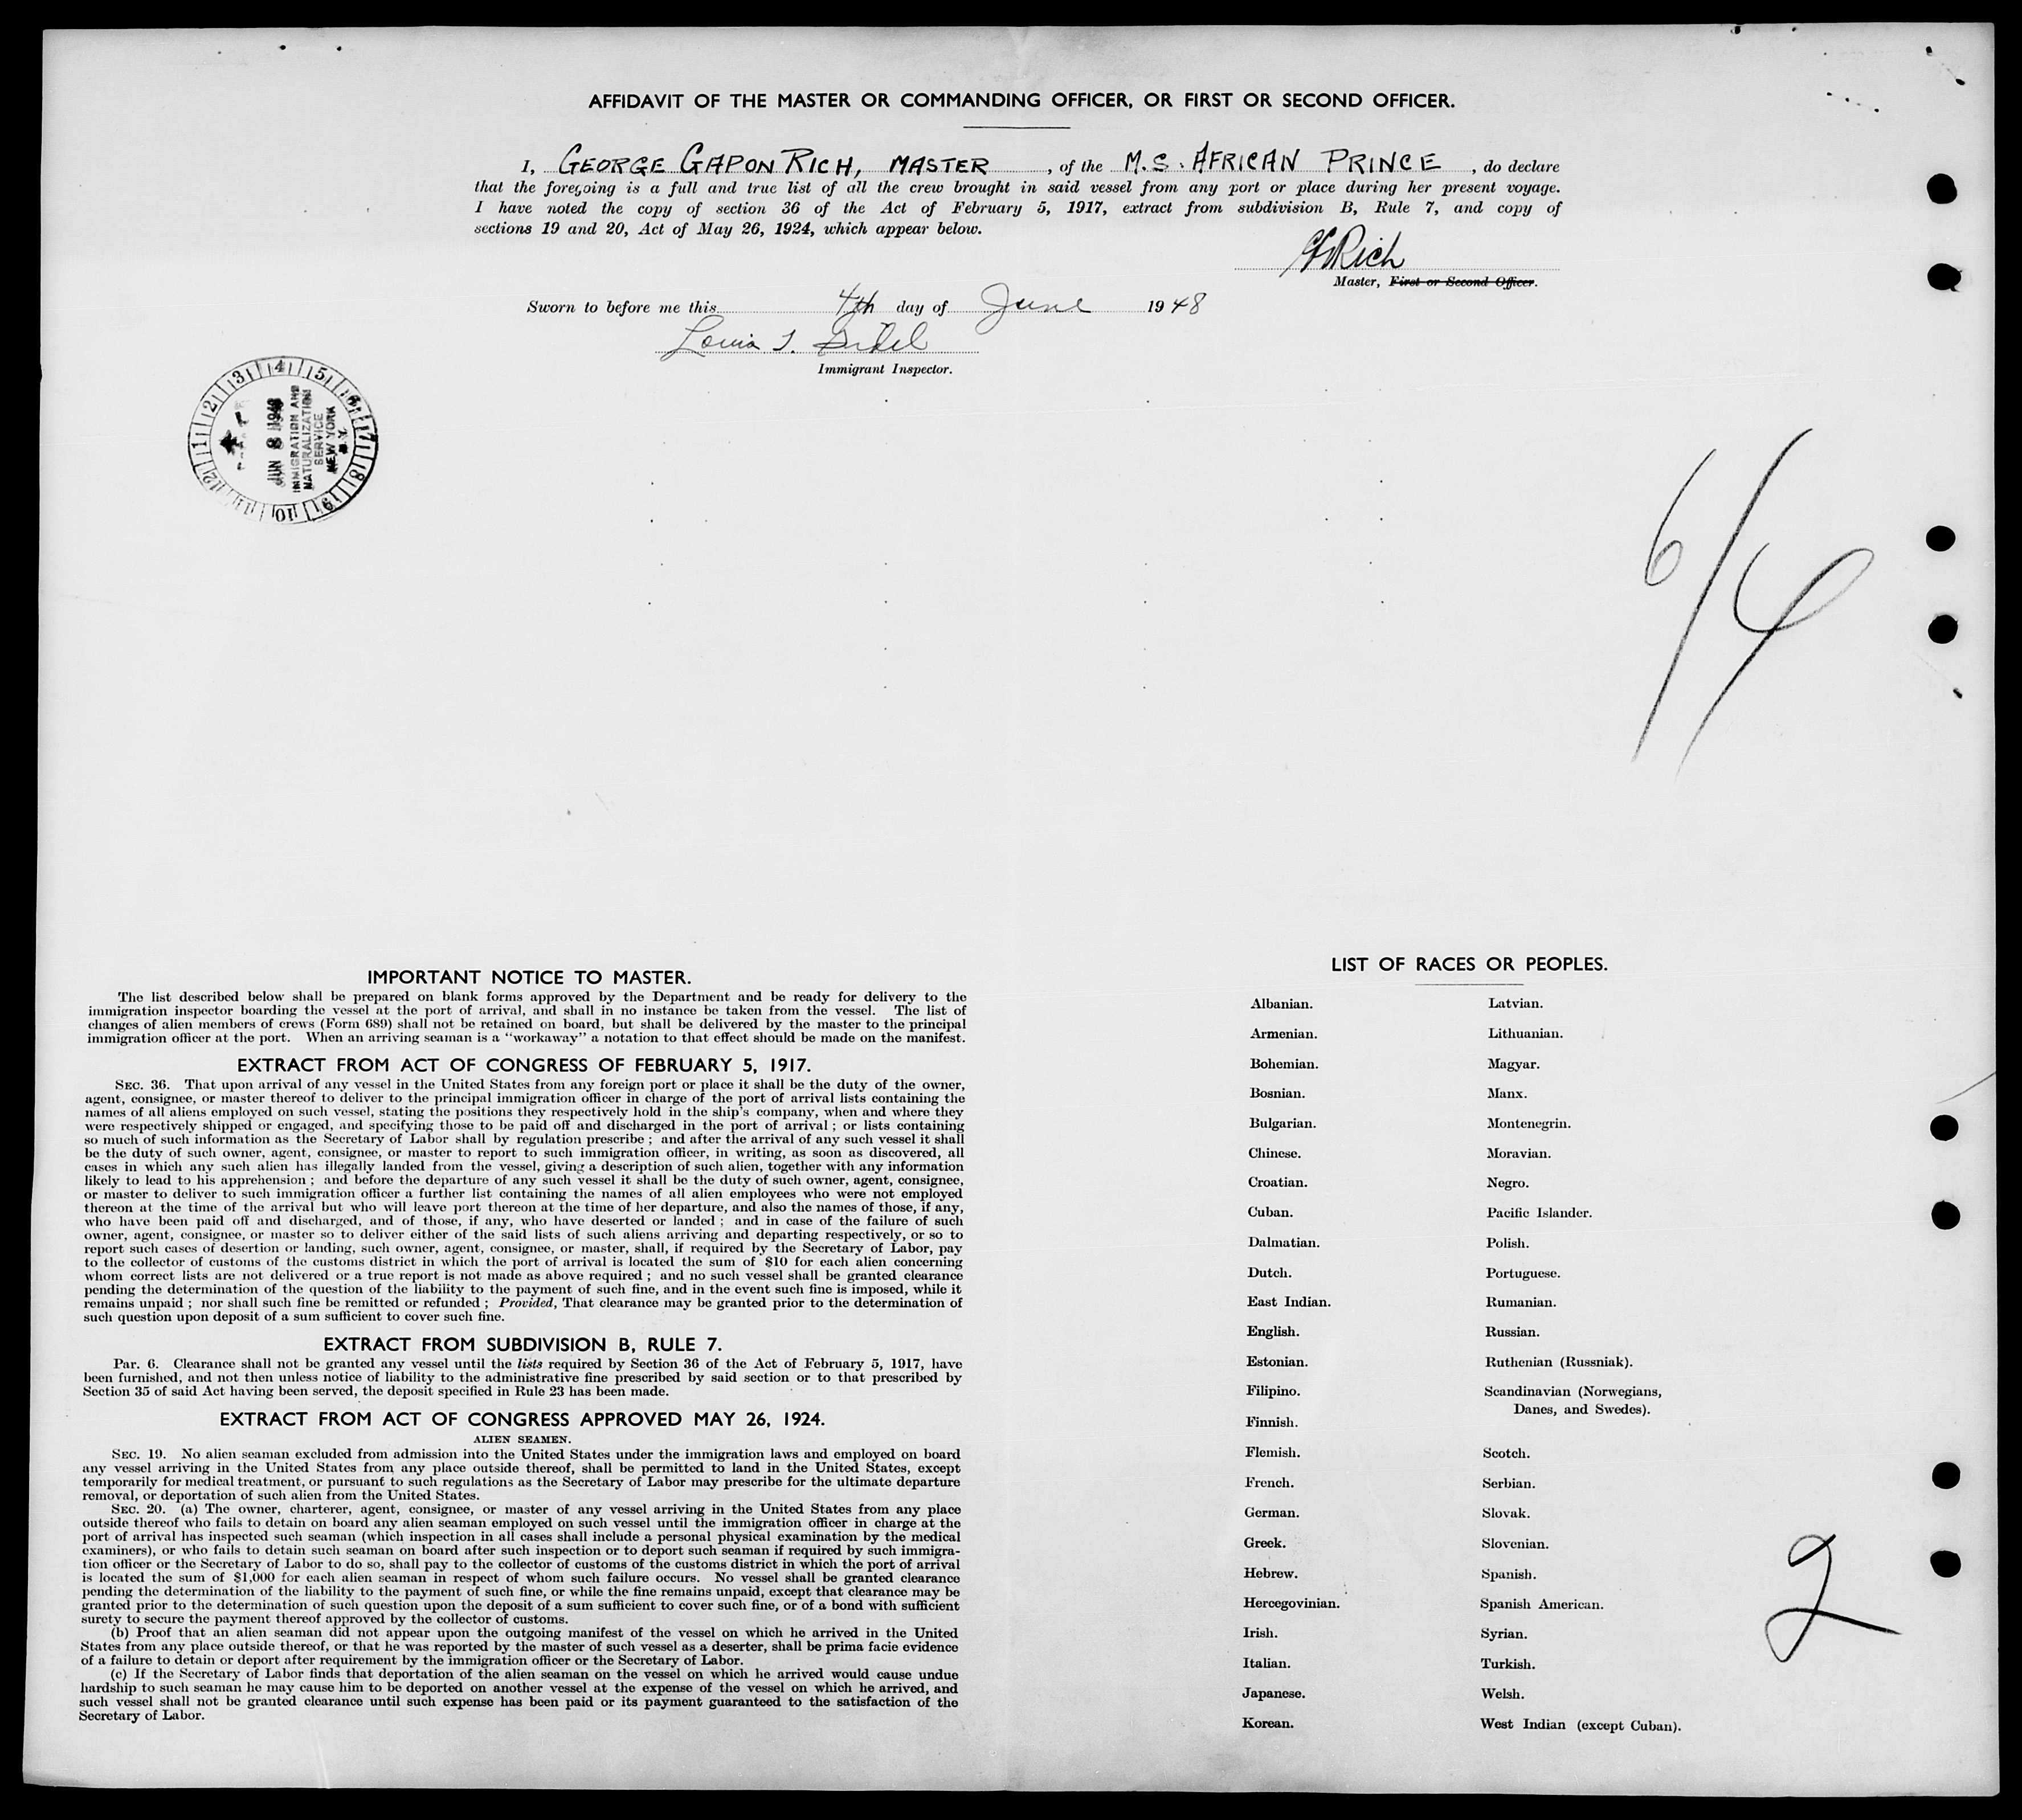 AFFIDAVIT OF THE MASTER OR COMMANDING OFFICER, OR FIRST OR SECOND OFFICER.
I, GEORGE GAPON RICH, MASTER, of the M.S. AFRICAN PRINCE, do declare
that the foregoing is a full and true list of all the crew brought in said vessel from any port or place during her present voyage.
I have noted the copy of section 36 of the Act of February 5, 1917, extract from subdivision B, Rule 7, and copy of
sections 19 and 20, Act of May 26, 1924, which appear below.
Rich
Master, First or Second Officer.
Sworn to before me this 4th day of June 1948
Louis
Immigrant Inspector.
1 2 3 4 5 6 7 8 9 10 11 12
JUN 8 1948
IMMIGRATION AND
NATURALIZATION
SERVICE
NEW YORK
N.Y.
6/4
IMPORTANT NOTICE TO MASTER.
The list described below shall be prepared on blank forms approved by the Department and be ready for delivery to the
immigration inspector boarding the vessel at the port of arrival, and shall in no instance be taken from the vessel. The list of
changes of alien members of crews (Form 689) shall not be retained on board, but shall be delivered by the master to the principal
immigration officer at the port. When an arriving seaman is a "workaway" a notation to that effect should be made on the manifest.
EXTRACT FROM ACT OF CONGRESS OF FEBRUARY 5, 1917.
SEC. 36. That upon arrival of any vessel in the United States from any foreign port or place it shall be the duty of the owner,
agent, consignee, or master thereof to deliver to the principal immigration officer in charge of the port of arrival lists containing the
names of all aliens employed on such vessel, stating the positions they respectively hold in the ship's company, when and where they
were respectively shipped or engaged, and specifying those to be paid off and discharged in the port of arrival; or lists containing
so much of such information as the Secretary of Labor shall by regulation prescribe; and after the arrival of any such vessel it shall
be the duty of such owner, agent, consignee, or master to report to such immigration officer, in writing, as soon as discovered, all
cases in which any such alien has illegally landed from the vessel, giving a description of such alien, together with any information
likely to lead to his apprehension; and before the departure of any such vessel it shall be the duty of such owner, agent, consignee,
or master to deliver to such immigration officer a further list containing the names of all alien employees who were not employed
thereon at the time of the arrival but who will leave port thereon at the time of her departure, and also the names of those, if any,
who have been paid off and discharged, and of those, if any, who have deserted or landed; and in case of the failure of such
owner, agent, consignee, or master so to deliver either of the said lists of such aliens arriving and departing respectively, or so to
report such cases of desertion or landing, such owner, agent, consignee, or master, shall, if required by the Secretary of Labor, pay
to the collector of customs of the customs district in which the port of arrival is located the sum of $10 for each alien concerning
whom correct lists are not delivered or a true report is not made as above required; and no such vessel shall be granted clearance
pending the determination of the question of the liability to the payment of such fine, and in the event such fine is imposed, while it
remains unpaid; nor shall such fine be remitted or refunded; Provided, That clearance may be granted prior to the determination of
such question upon deposit of a sum sufficient to cover such fine.
EXTRACT FROM SUBDIVISION B, RULE 7.
Par. 6. Clearance shall not be granted any vessel until the lists required by Section 36 of the Act of February 5, 1917, have
been furnished, and not then unless notice of liability to the administrative fine prescribed by said section or to that prescribed by
Section 35 of said Act having been served, the deposit specified in Rule 23 has been made.
EXTRACT FROM ACT OF CONGRESS APPROVED MAY 26, 1924.
ALIEN SEAMEN.
SEC. 19. No alien seaman excluded from admission into the United States under the immigration laws and employed on board
any vessel arriving in the United States from any place outside thereof, shall be permitted to land in the United States, except
temporarily for medical treatment, or pursuant to such regulations as the Secretary of Labor may prescribe for the ultimate departure
removal, or deportation of such alien from the United States.
SEC. 20. (a) The owner, charterer, agent, consignee, or master of any vessel arriving in the United States from any place
outside thereof who fails to detain on board any alien seaman employed on such vessel until the immigration officer in charge at the
port of arrival has inspected such seaman (which inspection in all cases shall include a personal physical examination by the medical
examiners), or who fails to detain such seaman on board after such inspection or to deport such seaman if required by such immigra-
tion officer or the Secretary of Labor to do so, shall pay to the collector of customs of the customs district in which the port of arrival
is located the sum of $1,000 for each alien seaman in respect of whom such failure occurs. No vessel shall be granted clearance
pending the determination of the liability to the payment of such fine, or while the fine remains unpaid, except that clearance may be
granted prior to the determination of such question upon the deposit of a sum sufficient to cover such fine, or of a bond with sufficient
surety to secure the payment thereof approved by the collector of customs.
(b) Proof that an alien seaman did not appear upon the outgoing manifest of the vessel on which he arrived in the United
States from any place outside thereof, or that he was reported by the master of such vessel as a deserter, shall be prima facie evidence
of a failure to detain or deport after requirement by the immigration officer or the Secretary of Labor.
(c) If the Secretary of Labor finds that deportation of the alien seaman on the vessel on which he arrived would cause undue
hardship to such seaman he may cause him to be deported on another vessel at the expense of the vessel on which he arrived, and
such vessel shall not be granted clearance until such expense has been paid or its payment guaranteed to the satisfaction of the
Secretary of Labor.
LIST OF RACES OR PEOPLES.
Albanian.
Armenian.
Bohemian.
Bosnian.
Bulgarian.
Chinese.
Croatian.
Cuban.
Dalmatian.
Dutch.
East Indian.
English.
Estonian.
Filipino.
Finnish.
Flemish.
French.
German.
Greek.
Hebrew.
Hercegovinian.
Irish.
Italian.
Japanese.
Korean.
Latvian.
Lithuanian.
Magyar.
Manx.
Montenegrin.
Moravian.
Negro.
Pacific Islander.
Polish.
Portuguese.
Rumanian.
Russian.
Ruthenian (Russniak).
Scandinavian (Norwegians,
Danes, and Swedes).
Scotch.
Serbian.
Slovak.
Slovenian.
Spanish.
Spanish American.
Syrian.
Turkish.
Welsh.
West Indian (except Cuban).
2